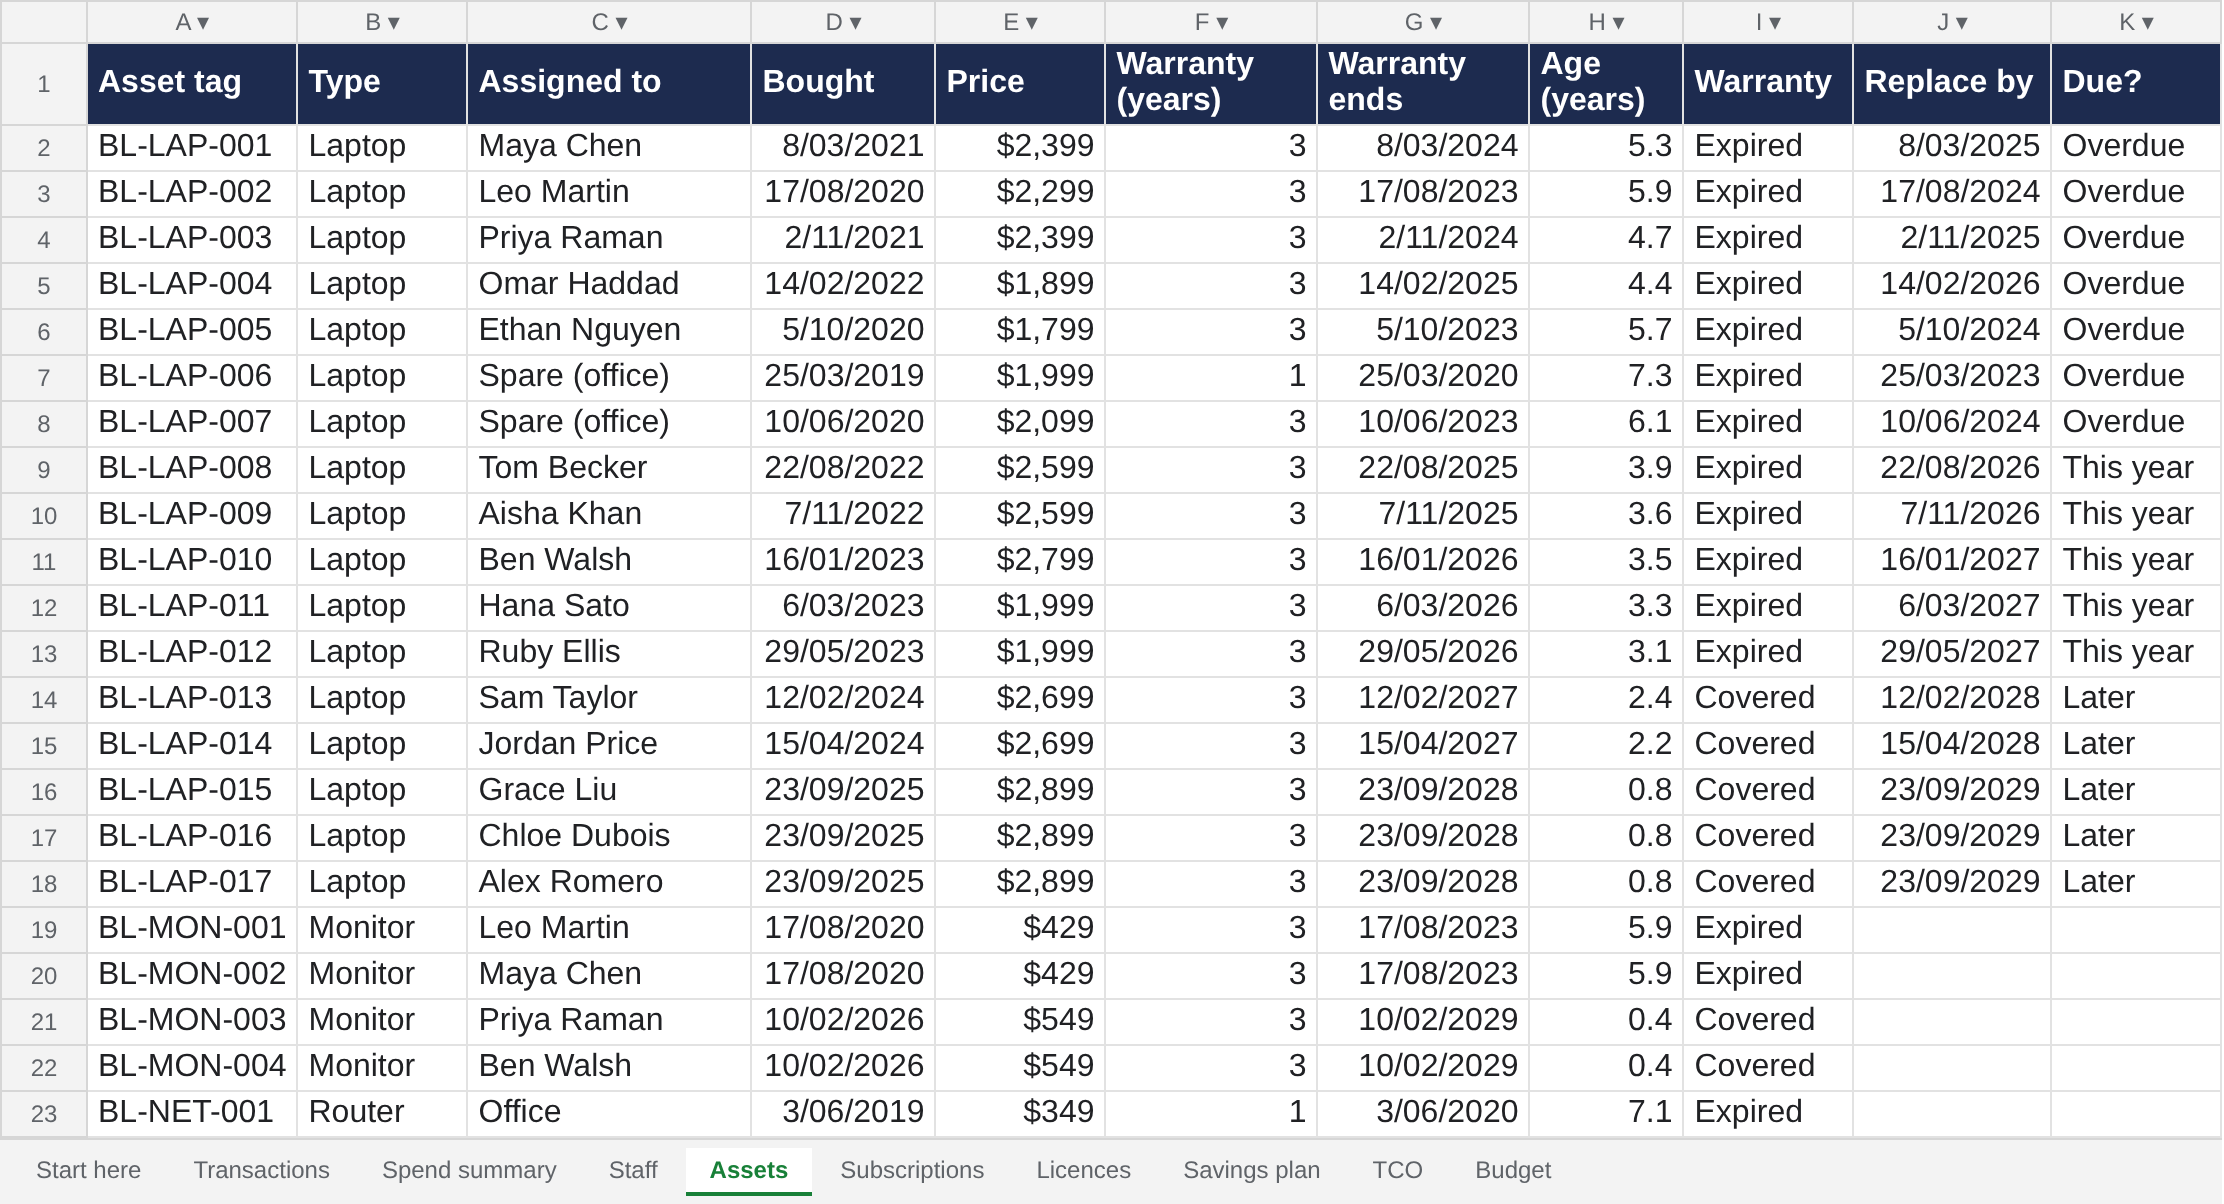 A ▾ B ▾ C ▾ D ▾ E ▾ F ▾ G ▾ H ▾ I ▾ J ▾ K ▾
1 Asset tag Type Assigned to Bought Price Warranty (years) Warranty ends Age (years) Warranty Replace by Due?
2 BL-LAP-001 Laptop Maya Chen 8/03/2021 $2,399 3 8/03/2024 5.3 Expired 8/03/2025 Overdue
3 BL-LAP-002 Laptop Leo Martin 17/08/2020 $2,299 3 17/08/2023 5.9 Expired 17/08/2024 Overdue
4 BL-LAP-003 Laptop Priya Raman 2/11/2021 $2,399 3 2/11/2024 4.7 Expired 2/11/2025 Overdue
5 BL-LAP-004 Laptop Omar Haddad 14/02/2022 $1,899 3 14/02/2025 4.4 Expired 14/02/2026 Overdue
6 BL-LAP-005 Laptop Ethan Nguyen 5/10/2020 $1,799 3 5/10/2023 5.7 Expired 5/10/2024 Overdue
7 BL-LAP-006 Laptop Spare (office) 25/03/2019 $1,999 1 25/03/2020 7.3 Expired 25/03/2023 Overdue
8 BL-LAP-007 Laptop Spare (office) 10/06/2020 $2,099 3 10/06/2023 6.1 Expired 10/06/2024 Overdue
9 BL-LAP-008 Laptop Tom Becker 22/08/2022 $2,599 3 22/08/2025 3.9 Expired 22/08/2026 This year
10 BL-LAP-009 Laptop Aisha Khan 7/11/2022 $2,599 3 7/11/2025 3.6 Expired 7/11/2026 This year
11 BL-LAP-010 Laptop Ben Walsh 16/01/2023 $2,799 3 16/01/2026 3.5 Expired 16/01/2027 This year
12 BL-LAP-011 Laptop Hana Sato 6/03/2023 $1,999 3 6/03/2026 3.3 Expired 6/03/2027 This year
13 BL-LAP-012 Laptop Ruby Ellis 29/05/2023 $1,999 3 29/05/2026 3.1 Expired 29/05/2027 This year
14 BL-LAP-013 Laptop Sam Taylor 12/02/2024 $2,699 3 12/02/2027 2.4 Covered 12/02/2028 Later
15 BL-LAP-014 Laptop Jordan Price 15/04/2024 $2,699 3 15/04/2027 2.2 Covered 15/04/2028 Later
16 BL-LAP-015 Laptop Grace Liu 23/09/2025 $2,899 3 23/09/2028 0.8 Covered 23/09/2029 Later
17 BL-LAP-016 Laptop Chloe Dubois 23/09/2025 $2,899 3 23/09/2028 0.8 Covered 23/09/2029 Later
18 BL-LAP-017 Laptop Alex Romero 23/09/2025 $2,899 3 23/09/2028 0.8 Covered 23/09/2029 Later
19 BL-MON-001 Monitor Leo Martin 17/08/2020 $429 3 17/08/2023 5.9 Expired
20 BL-MON-002 Monitor Maya Chen 17/08/2020 $429 3 17/08/2023 5.9 Expired
21 BL-MON-003 Monitor Priya Raman 10/02/2026 $549 3 10/02/2029 0.4 Covered
22 BL-MON-004 Monitor Ben Walsh 10/02/2026 $549 3 10/02/2029 0.4 Covered
23 BL-NET-001 Router Office 3/06/2019 $349 1 3/06/2020 7.1 Expired
Start here Transactions Spend summary Staff Assets Subscriptions Licences Savings plan TCO Budget